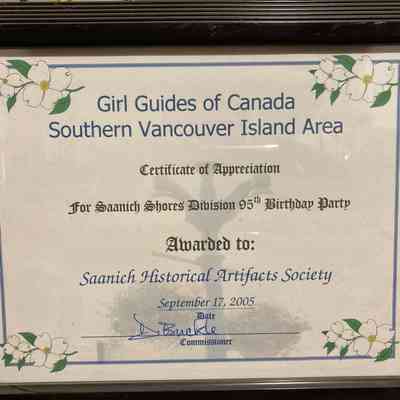 Girl Guides of Canada
Southern Vancouver Island Area
Certificate of Appreciation
For Saanich Shores Division 95th Birthday Party
Awarded to:
Saanich Historical Artifacts Society
September 17, 2005
Date
D Buckle
Commissioner